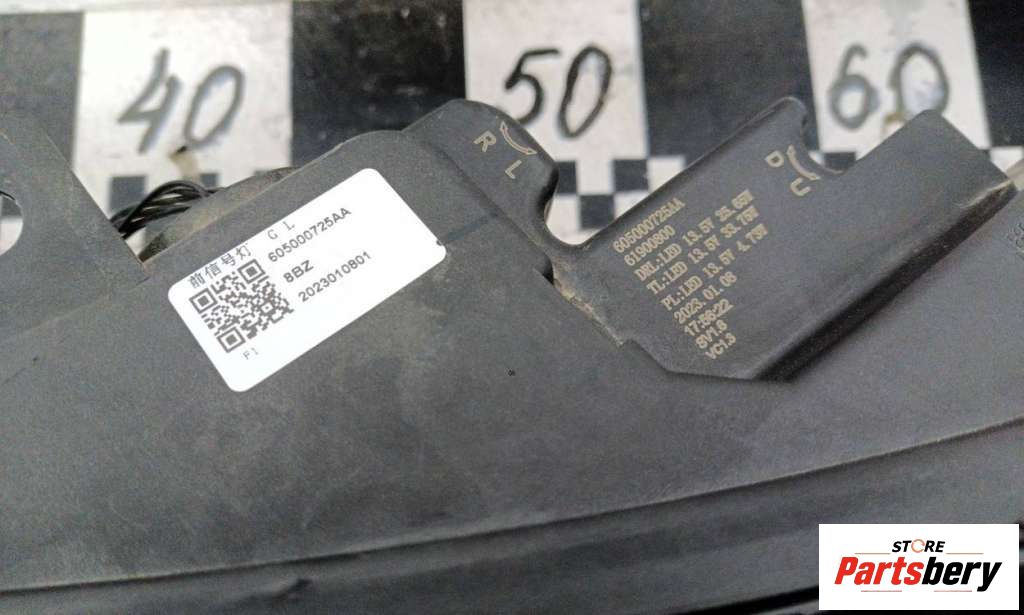 40
50
60
R L
D U
前信号灯 G L
605000725AA
8BZ
2023010801
F1
605000725AA
61900800
DRL:LED 13.5V 25.65W
TL:LED 13.5V 33.75W
PL:LED 13.5V 4.75W
2023.01.08
17:56:22
SV1.6
VC1.3
STORE
Partsbery